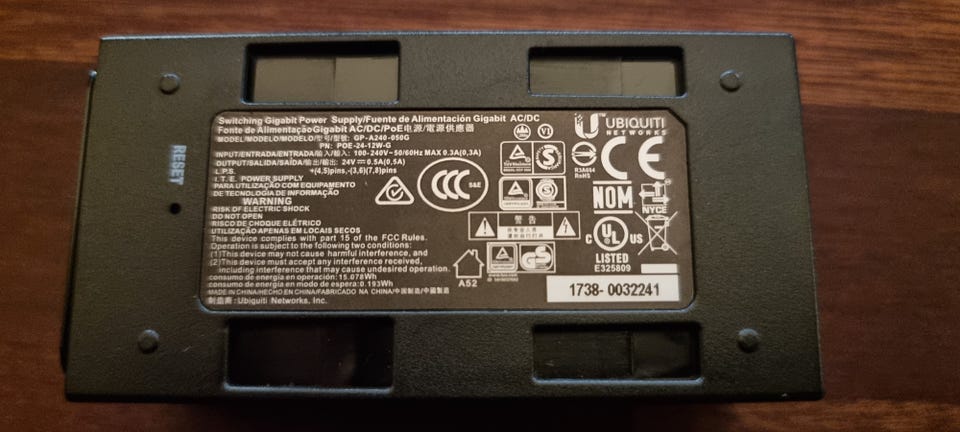 Switching Gigabit Power Supply/Fuente de Alimentación Gigabit AC/DC
Fonte de AlimentaçãoGigabit AC/DC/PoE电源/電源供應器
MODEL/MODELO/MODELO/型号/型號: GP-A240-050G
PN: POE-24-12W-G
INPUT/ENTRADA/ENTRADA/输入/輸入: 100-240V~50/60Hz MAX 0.3A(0,3A)
OUTPUT/SALIDA/SAÍDA/输出/輸出: 24V 0.5A(0,5A)
L.P.S. +(4,5)pins,-(3,6)(7,8)pins
I.T.E. POWER SUPPLY
PARA UTILIZAÇÃO COM EQUIPAMENTO
DE TECNOLOGIA DE INFORMAÇÃO
WARNING
RISK OF ELECTRIC SHOCK
DO NOT OPEN
RISCO DE CHOQUE ELÉTRICO
UTILIZAÇÃO APENAS EM LOCAIS SECOS
This device complies with part 15 of the FCC Rules.
Operation is subject to the following two conditions:
(1)This device may not cause harmful interference, and
(2)This device must accept any interference received,
including interference that may cause undesired operation.
consumo de energía en operación:15.078Wh
consumo de energía en modo de espera:0.193Wh
MADE IN CHINA/HECHO EN CHINA/FABRICADO NA CHINA/中国制造/中國製造
制造商:Ubiquiti Networks, Inc.
RESET
VI
UBIQUITI
NETWORKS
CCC
S&E
R3A664
RoHS
CE
NOM
NYCE
警告
A52
GS
C UL US
LISTED
E325809
1738- 0032241